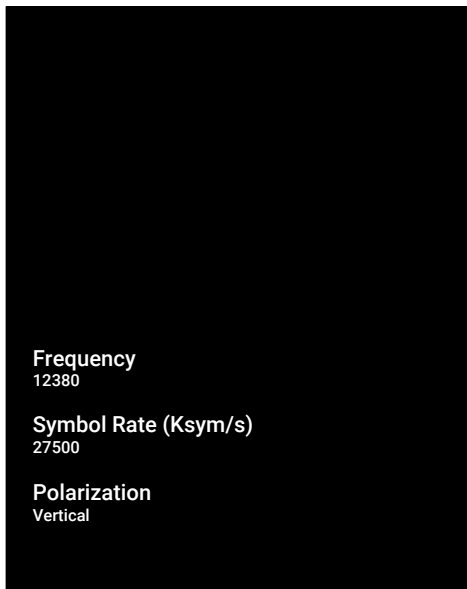 Frequency
12380
Symbol Rate (Ksym/s)
27500
Polarization
Vertical